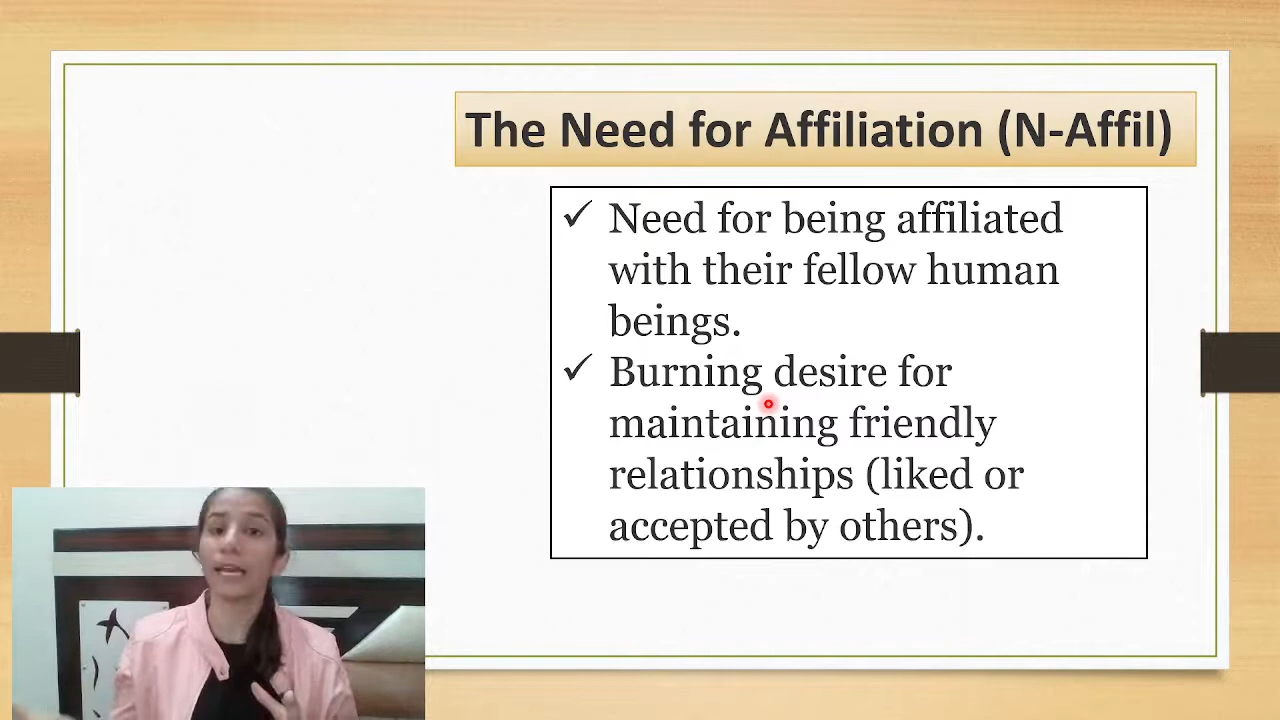 The Need for Affiliation (N-Affil)
✓ Need for being affiliated
with their fellow human
beings.
✓ Burning desire for
maintaining friendly
relationships (liked or
accepted by others).